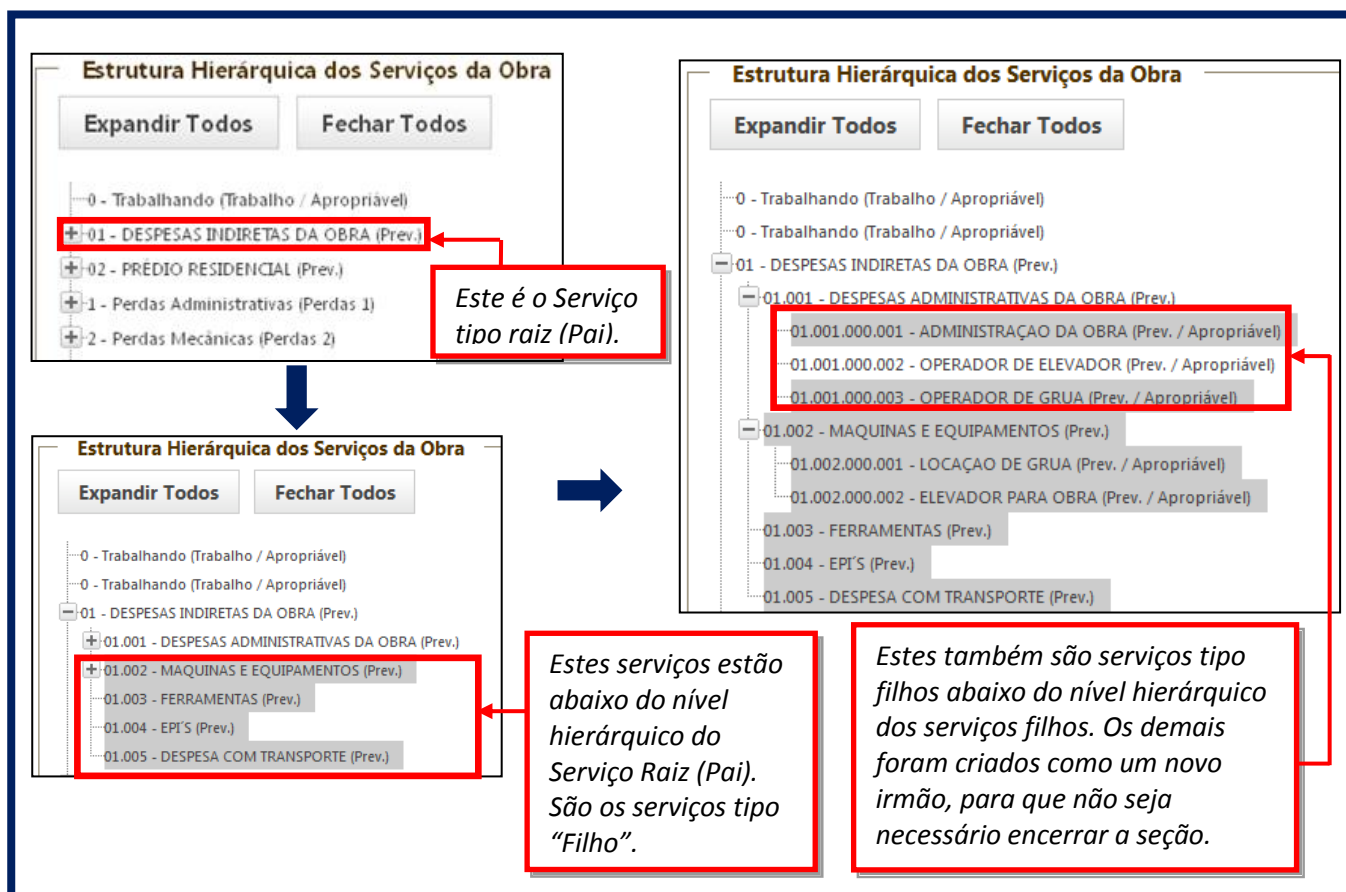 Estrutura Hierárquica dos Serviços da Obra
Expandir Todos Fechar Todos
0 - Trabalhando (Trabalho / Apropriável)
01 - DESPESAS INDIRETAS DA OBRA (Prev.)
02 - PRÉDIO RESIDENCIAL (Prev.)
1 - Perdas Administrativas (Perdas 1)
2 - Perdas Mecânicas (Perdas 2)
Este é o Serviço
tipo raiz (Pai).
Estrutura Hierárquica dos Serviços da Obra
Expandir Todos Fechar Todos
0 - Trabalhando (Trabalho / Apropriável)
0 - Trabalhando (Trabalho / Apropriável)
01 - DESPESAS INDIRETAS DA OBRA (Prev.)
01.001 - DESPESAS ADMINISTRATIVAS DA OBRA (Prev.)
01.002 - MAQUINAS E EQUIPAMENTOS (Prev.)
01.003 - FERRAMENTAS (Prev.)
01.004 - EPI´S (Prev.)
01.005 - DESPESA COM TRANSPORTE (Prev.)
Estes serviços estão
abaixo do nível
hierárquico do
Serviço Raiz (Pai).
São os serviços tipo
“Filho”.
Estrutura Hierárquica dos Serviços da Obra
Expandir Todos Fechar Todos
0 - Trabalhando (Trabalho / Apropriável)
0 - Trabalhando (Trabalho / Apropriável)
01 - DESPESAS INDIRETAS DA OBRA (Prev.)
01.001 - DESPESAS ADMINISTRATIVAS DA OBRA (Prev.)
01.001.000.001 - ADMINISTRAÇAO DA OBRA (Prev. / Apropriável)
01.001.000.002 - OPERADOR DE ELEVADOR (Prev. / Apropriável)
01.001.000.003 - OPERADOR DE GRUA (Prev. / Apropriável)
01.002 - MAQUINAS E EQUIPAMENTOS (Prev.)
01.002.000.001 - LOCAÇAO DE GRUA (Prev. / Apropriável)
01.002.000.002 - ELEVADOR PARA OBRA (Prev. / Apropriável)
01.003 - FERRAMENTAS (Prev.)
01.004 - EPI´S (Prev.)
01.005 - DESPESA COM TRANSPORTE (Prev.)
Estes também são serviços tipo
filhos abaixo do nível hierárquico
dos serviços filhos. Os demais
foram criados como um novo
irmão, para que não seja
necessário encerrar a seção.